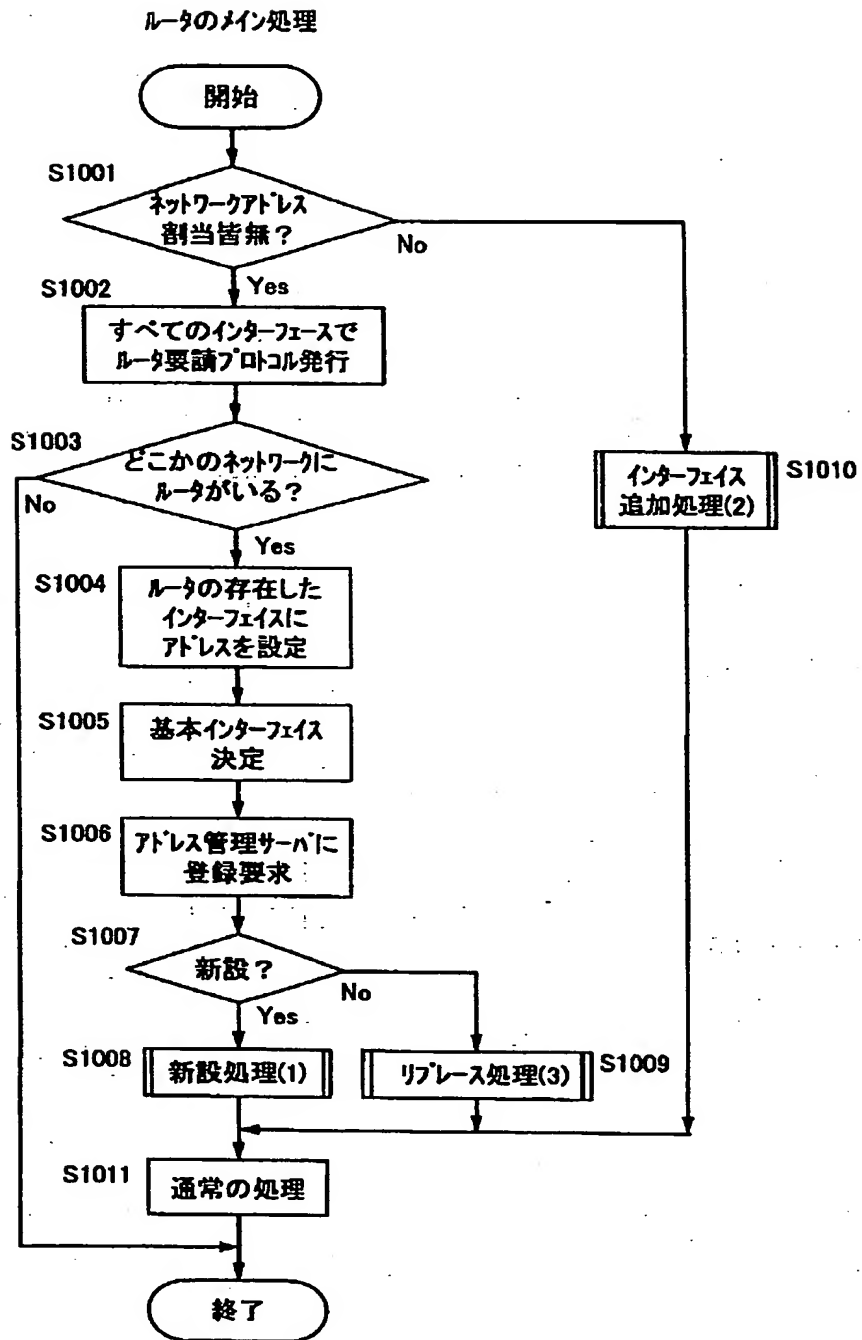 ルータのメイン処理
開始
S1001
ネットワークアドレス
割当皆無？
No
Yes
S1002
すべてのインターフェースで
ルータ要請プロトコル発行
S1003
どこかのネットワークに
ルータがいる？
No
Yes
インターフェイス
追加処理(2)
S1010
S1004
ルータの存在した
インターフェイスに
アドレスを設定
S1005
基本インターフェイス
決定
S1006
アドレス管理サーバに
登録要求
S1007
新設？
No
Yes
S1008
新設処理(1)
リプレース処理(3)
S1009
S1011
通常の処理
終了